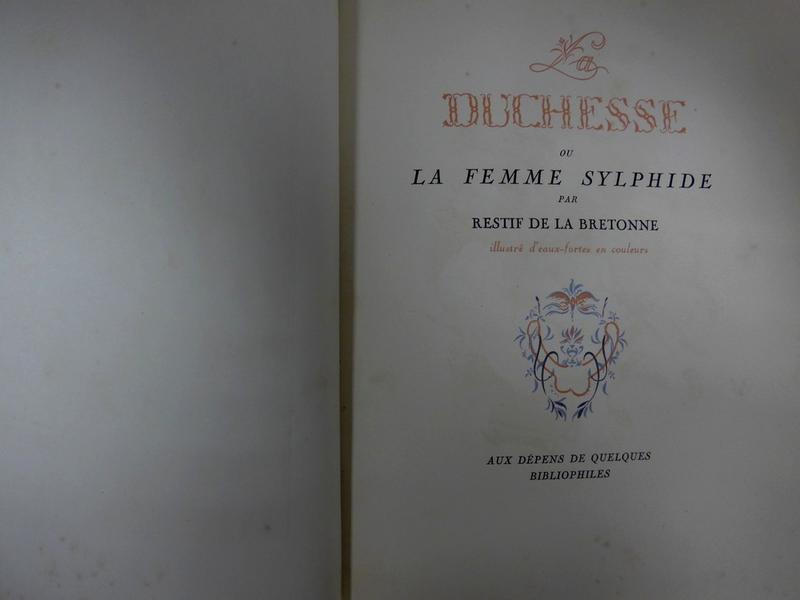 La
DUCHESSE
OU
LA FEMME SYLPHIDE
PAR
RESTIF DE LA BRETONNE
illustré d'eaux-fortes en couleurs
AUX DÉPENS DE QUELQUES
BIBLIOPHILES